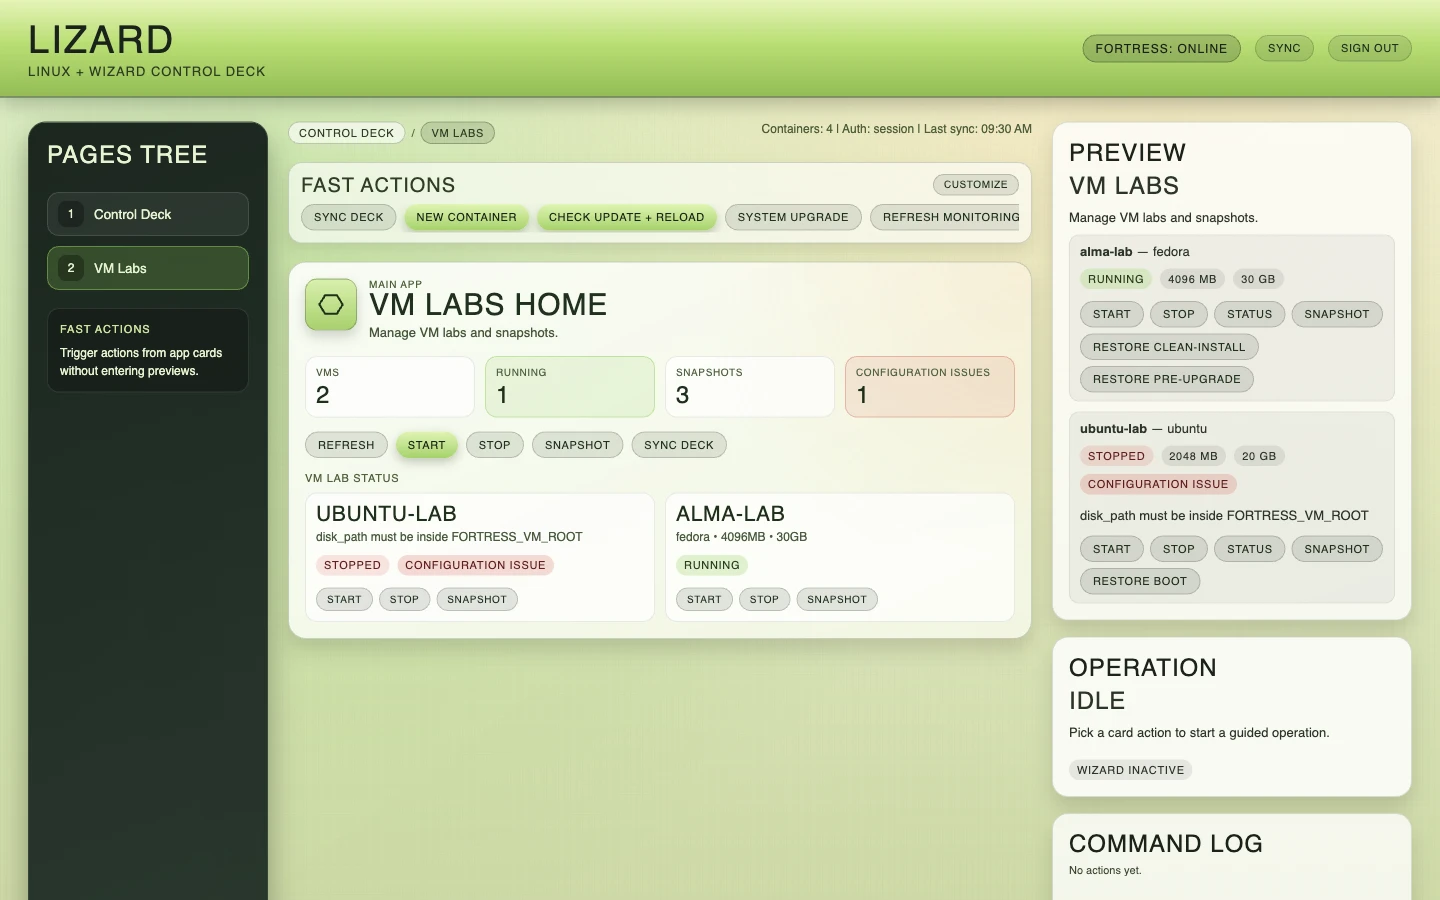 LIZARD
LINUX + WIZARD CONTROL DECK
FORTRESS: ONLINE
SYNC
SIGN OUT
PAGES TREE
1 Control Deck
2 VM Labs
FAST ACTIONS
Trigger actions from app cards
without entering previews.
CONTROL DECK / VM LABS
Containers: 4 | Auth: session | Last sync: 09:30 AM
FAST ACTIONS
CUSTOMIZE
SYNC DECK
NEW CONTAINER
CHECK UPDATE + RELOAD
SYSTEM UPGRADE
REFRESH MONITORING
MAIN APP
VM LABS HOME
Manage VM labs and snapshots.
VMS
2
RUNNING
1
SNAPSHOTS
3
CONFIGURATION ISSUES
1
REFRESH
START
STOP
SNAPSHOT
SYNC DECK
VM LAB STATUS
UBUNTU-LAB
disk_path must be inside FORTRESS_VM_ROOT
STOPPED
CONFIGURATION ISSUE
START
STOP
SNAPSHOT
ALMA-LAB
fedora • 4096MB • 30GB
RUNNING
START
STOP
SNAPSHOT
PREVIEW
VM LABS
Manage VM labs and snapshots.
alma-lab — fedora
RUNNING
4096 MB
30 GB
START
STOP
STATUS
SNAPSHOT
RESTORE CLEAN-INSTALL
RESTORE PRE-UPGRADE
ubuntu-lab — ubuntu
STOPPED
2048 MB
20 GB
CONFIGURATION ISSUE
disk_path must be inside FORTRESS_VM_ROOT
START
STOP
STATUS
SNAPSHOT
RESTORE BOOT
OPERATION
IDLE
Pick a card action to start a guided operation.
WIZARD INACTIVE
COMMAND LOG
No actions yet.